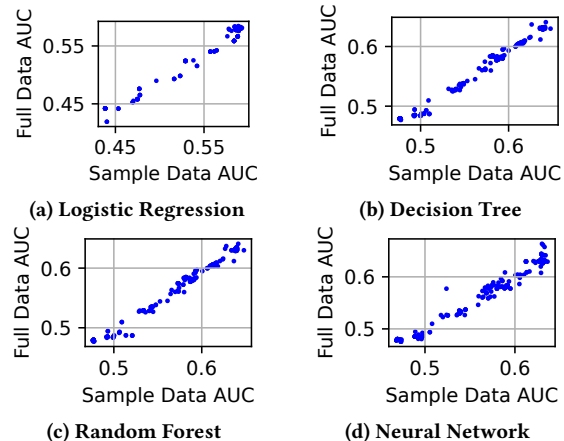 Full Data AUC
0.55
0.45
0.45 0.55
Sample Data AUC
(a) Logistic Regression
Full Data AUC
0.6
0.5
0.5 0.6
Sample Data AUC
(b) Decision Tree
Full Data AUC
0.6
0.5
0.5 0.6
Sample Data AUC
(c) Random Forest
Full Data AUC
0.6
0.5
0.5 0.6
Sample Data AUC
(d) Neural Network